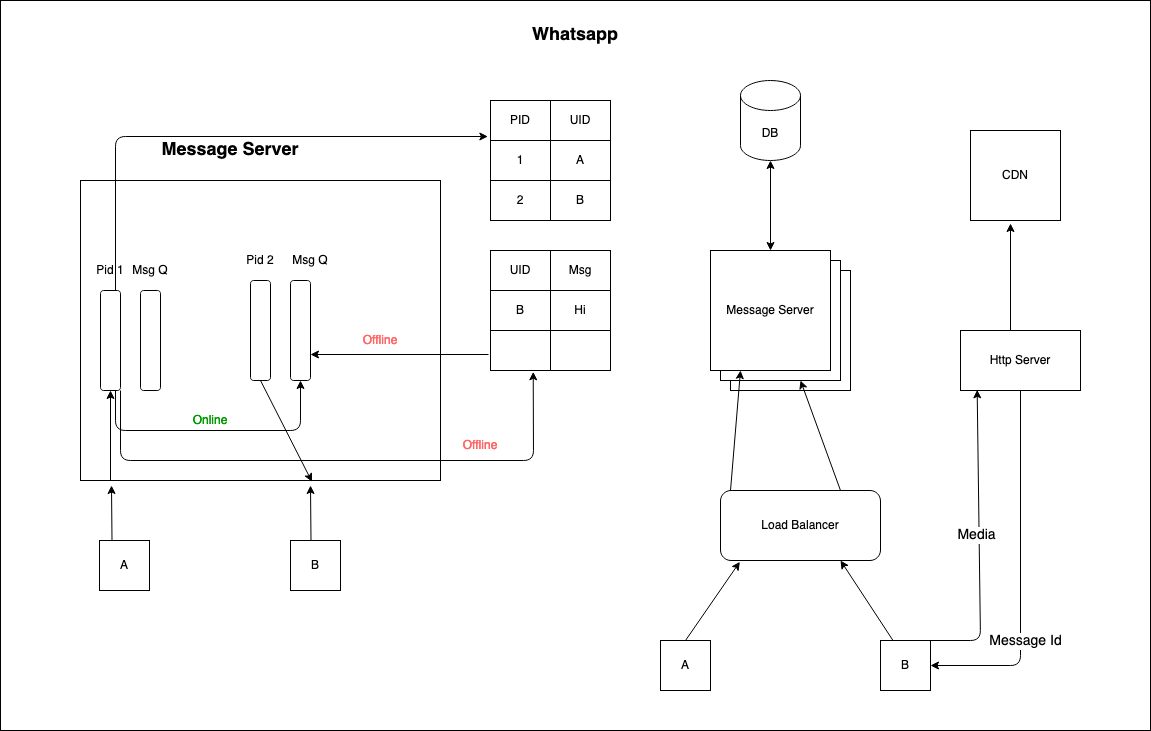 Whatsapp
Message Server
PID UID
1 A
2 B
Pid 1 Msg Q
Pid 2 Msg Q
UID Msg
B Hi
Offline
Online
Offline
A
B
DB
Message Server
Load Balancer
A
B
CDN
Http Server
Media
Message Id